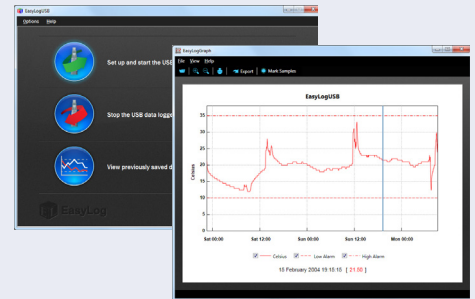 EasyLogUSB
Options Help
Set up and start the USB
Stop the USB data logge
View previously saved d
EasyLog
EasyLogGraph
File View Help
Export Mark Samples
EasyLogUSB
Celsius
35
30
25
20
15
10
5
0
Sat 00:00 Sat 12:00 Sun 00:00 Sun 12:00 Mon 00:00
Celsius Low Alarm High Alarm
10 February 2004 19:15:15 [ 21.50 ]